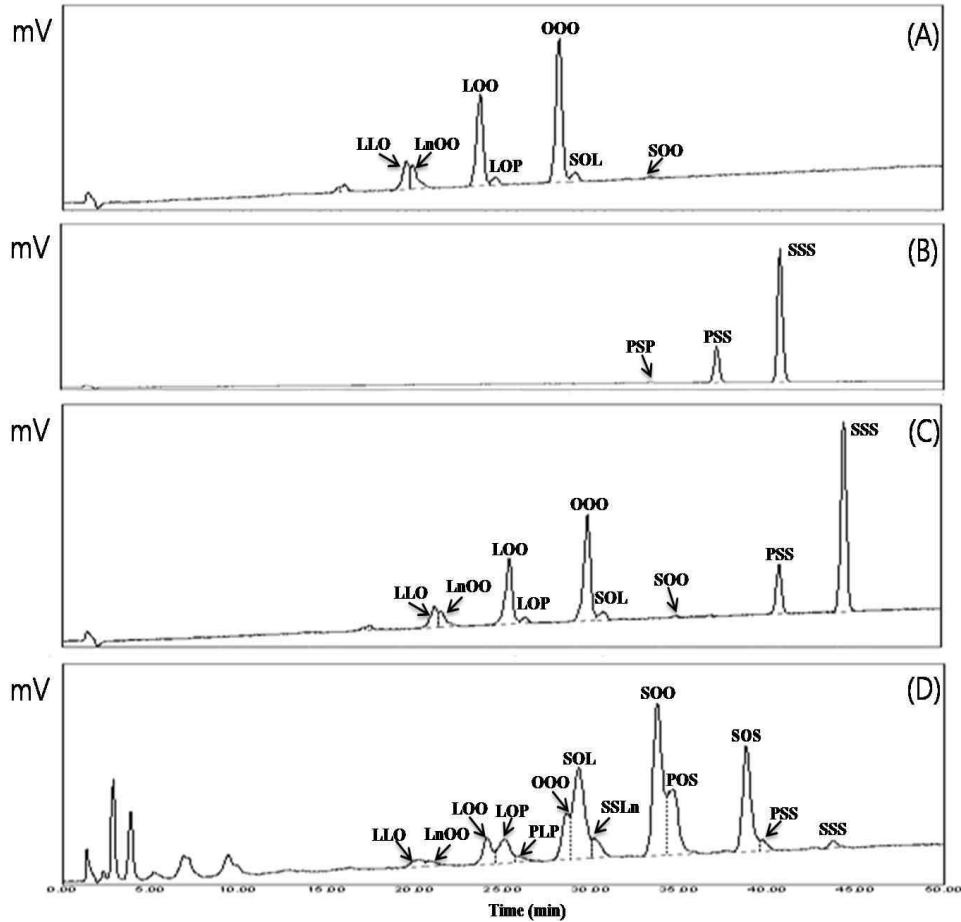 mV
(A)
OOO
LOO
LLO
LnOO
LOP
SOL
SOO
mV
(B)
SSS
PSS
PSP
mV
(C)
SSS
OOO
LOO
PSS
LLO
LnOO
LOP
SOL
SOO
mV
(D)
SOO
SOS
SOL
OOO
POS
LOO
LOP
SSLn
PSS
LLO
LnOO
PLP
SSS
0.00 5.00 10.00 15.00 20.00 25.00 30.00 35.00 40.00 45.00 50.00
Time (min)